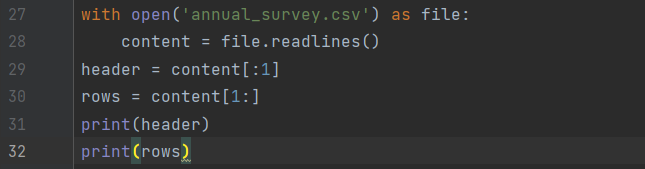 27 with open('annual_survey.csv') as file:
28     content = file.readlines()
29 header = content[:1]
30 rows = content[1:]
31 print(header)
32 print(rows)